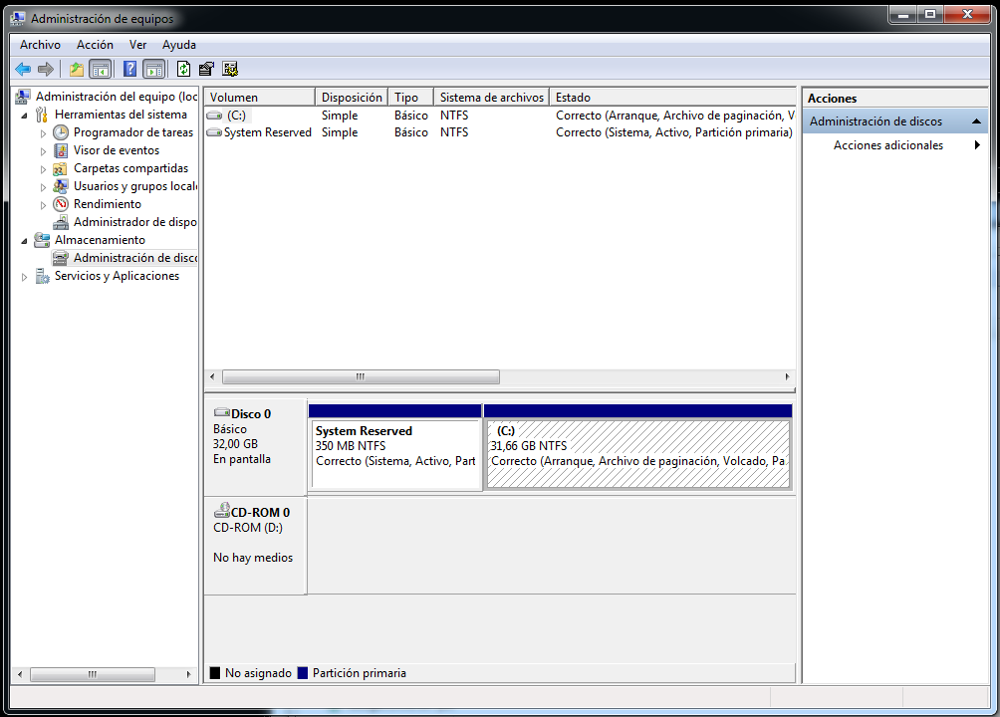 Administración de equipos
Archivo Acción Ver Ayuda
Administración del equipo (loc
Herramientas del sistema
Programador de tareas
Visor de eventos
Carpetas compartidas
Usuarios y grupos locale
Rendimiento
Administrador de dispo
Almacenamiento
Administración de disco
Servicios y Aplicaciones
Volumen Disposición Tipo Sistema de archivos Estado
(C:) Simple Básico NTFS Correcto (Arranque, Archivo de paginación, V
System Reserved Simple Básico NTFS Correcto (Sistema, Activo, Partición primaria)
Disco 0
Básico
32,00 GB
En pantalla
System Reserved
350 MB NTFS
Correcto (Sistema, Activo, Part
(C:)
31,66 GB NTFS
Correcto (Arranque, Archivo de paginación, Volcado, Pa
CD-ROM 0
CD-ROM (D:)
No hay medios
No asignado Partición primaria
Acciones
Administración de discos
Acciones adicionales